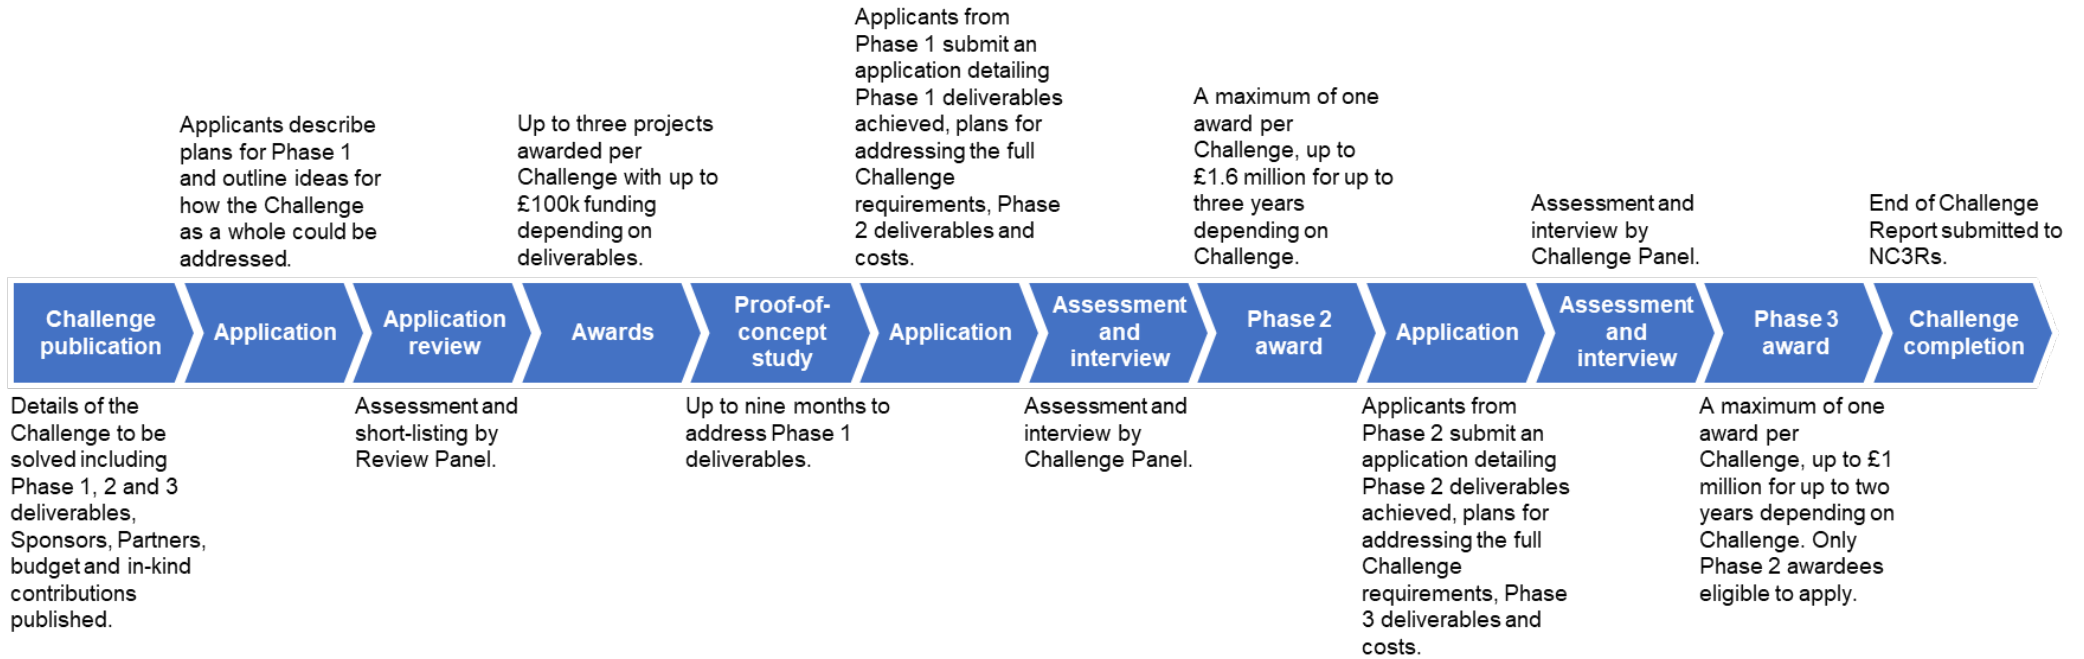 Applicants describe
plans for Phase 1
and outline ideas for
how the Challenge
as a whole could be
addressed.
Up to three projects
awarded per
Challenge with up to
£100k funding
depending on
deliverables.
Applicants from
Phase 1 submit an
application detailing
Phase 1 deliverables
achieved, plans for
addressing the full
Challenge
requirements, Phase
2 deliverables and
costs.
A maximum of one
award per
Challenge, up to
£1.6 million for up to
three years
depending on
Challenge.
Assessment and
interview by
Challenge Panel.
End of Challenge
Report submitted to
NC3Rs.
Challenge
publication
Application
Application
review
Awards
Proof-of-
concept
study
Application
Assessment
and
interview
Phase 2
award
Application
Assessment
and
interview
Phase 3
award
Challenge
completion
Details of the
Challenge to be
solved including
Phase 1, 2 and 3
deliverables,
Sponsors, Partners,
budget and in-kind
contributions
published.
Assessment and
short-listing by
Review Panel.
Up to nine months to
address Phase 1
deliverables.
Assessment and
interview by
Challenge Panel.
Applicants from
Phase 2 submit an
application detailing
Phase 2 deliverables
achieved, plans for
addressing the full
Challenge
requirements, Phase
3 deliverables and
costs.
A maximum of one
award per
Challenge, up to £1
million for up to two
years depending on
Challenge. Only
Phase 2 awardees
eligible to apply.